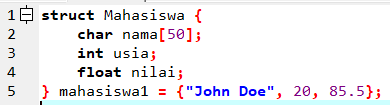 1 struct Mahasiswa {
2     char nama[50];
3     int usia;
4     float nilai;
5 } mahasiswa1 = {"John Doe", 20, 85.5};